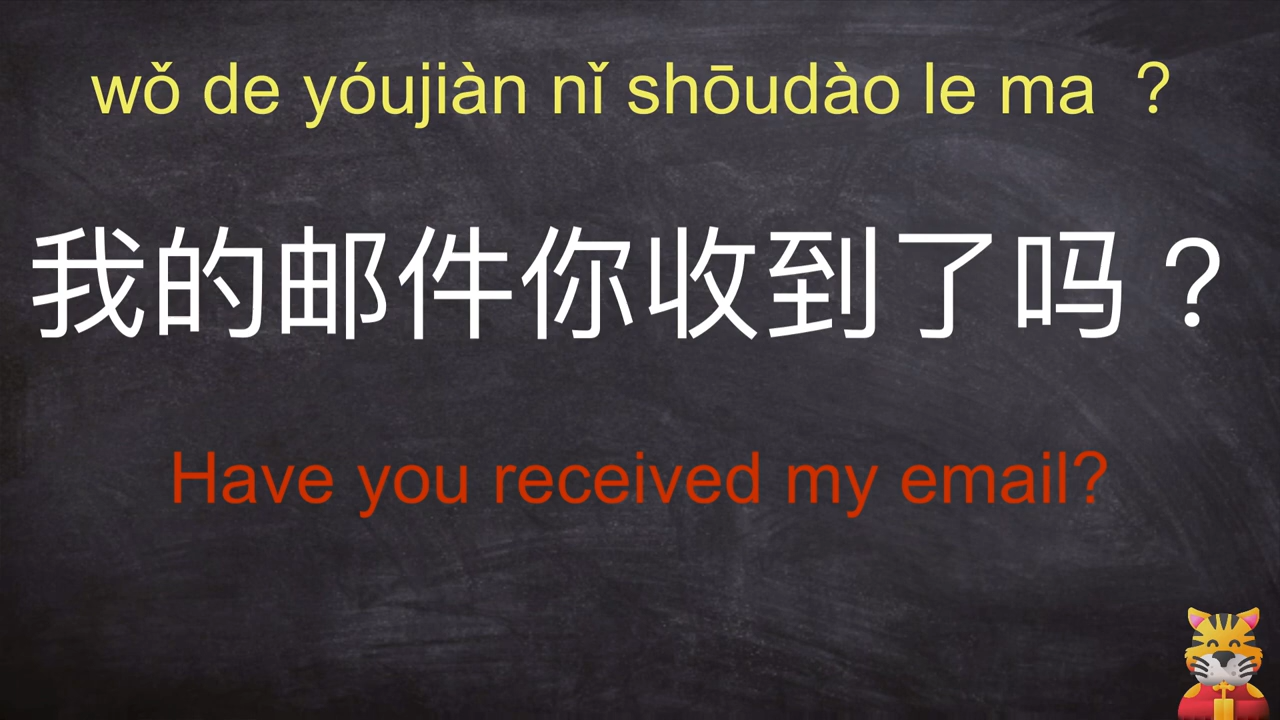 wǒ de yóujiàn nǐ shōudào le ma ？
我的邮件你收到了吗？
Have you received my email?